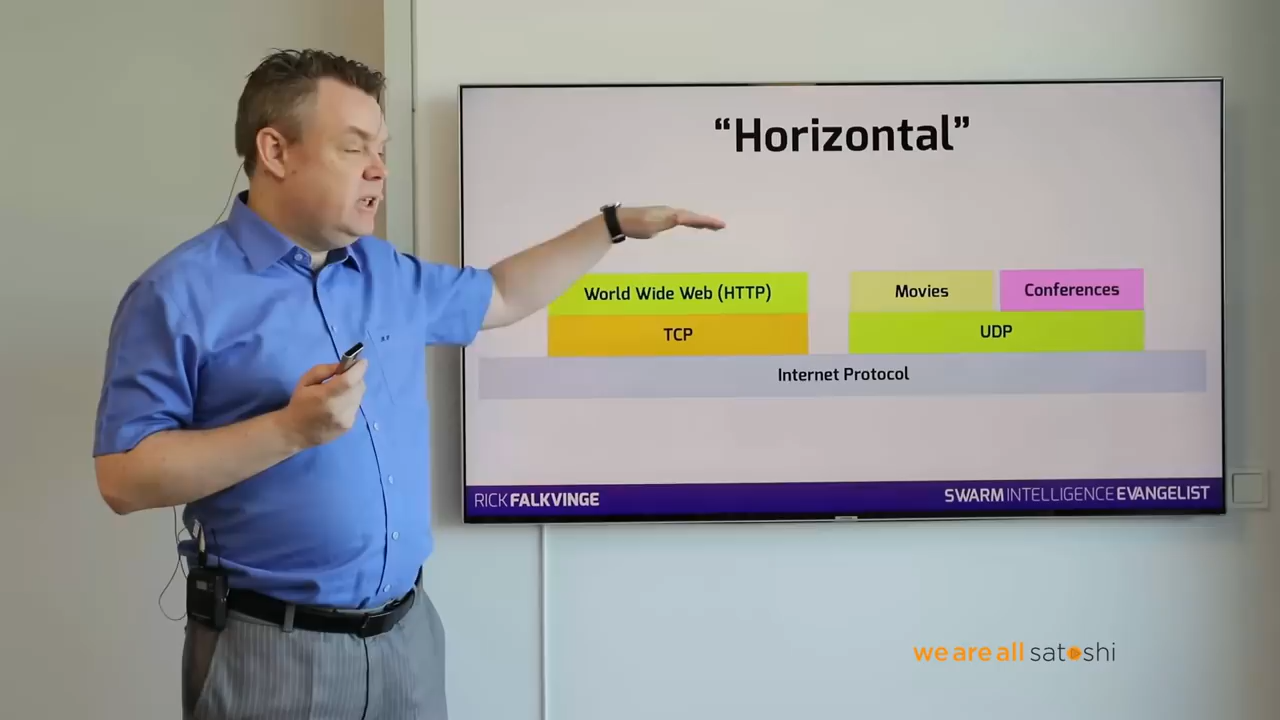 “Horizontal”
World Wide Web (HTTP)
Movies
Conferences
TCP
UDP
Internet Protocol
RICK FALKVINGE
SWARM INTELLIGENCE EVANGELIST
we are all satoshi